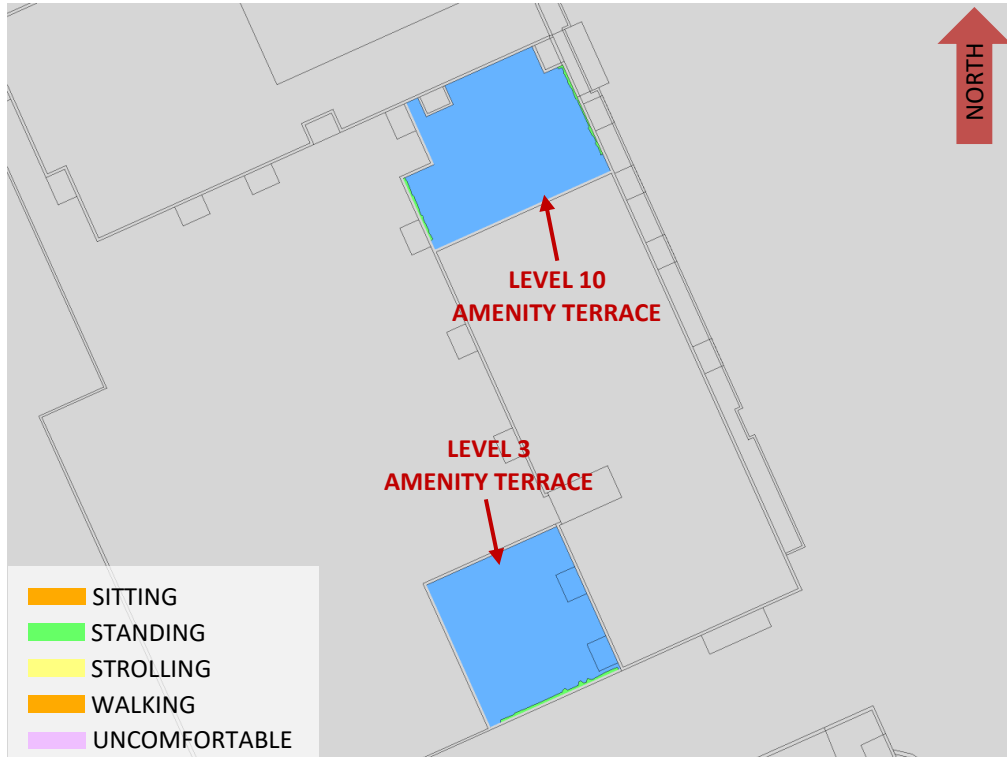 NORTH
LEVEL 10
AMENITY TERRACE
LEVEL 3
AMENITY TERRACE
SITTING
STANDING
STROLLING
WALKING
UNCOMFORTABLE